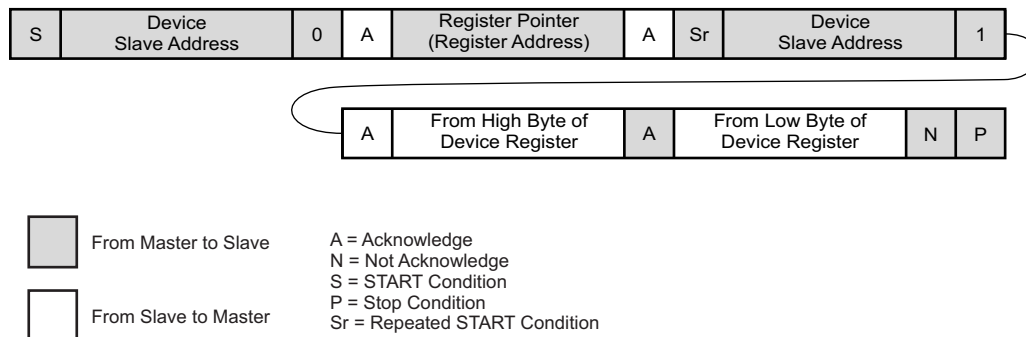 S Device Slave Address 0 A Register Pointer (Register Address) A Sr Device Slave Address 1
A From High Byte of Device Register A From Low Byte of Device Register N P
From Master to Slave
From Slave to Master
A = Acknowledge
N = Not Acknowledge
S = START Condition
P = Stop Condition
Sr = Repeated START Condition